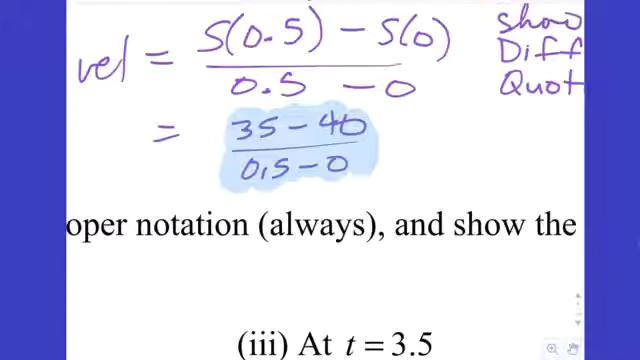 vel = S(0.5) - S(0) / 0.5 - 0
show
Diff
Quot
= 35 - 40 / 0.5 - 0
oper notation (always), and show the
(iii) At t = 3.5